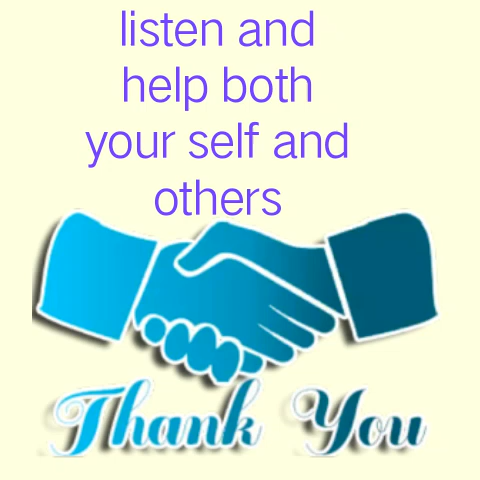 listen and
help both
your self and
others
Thank You